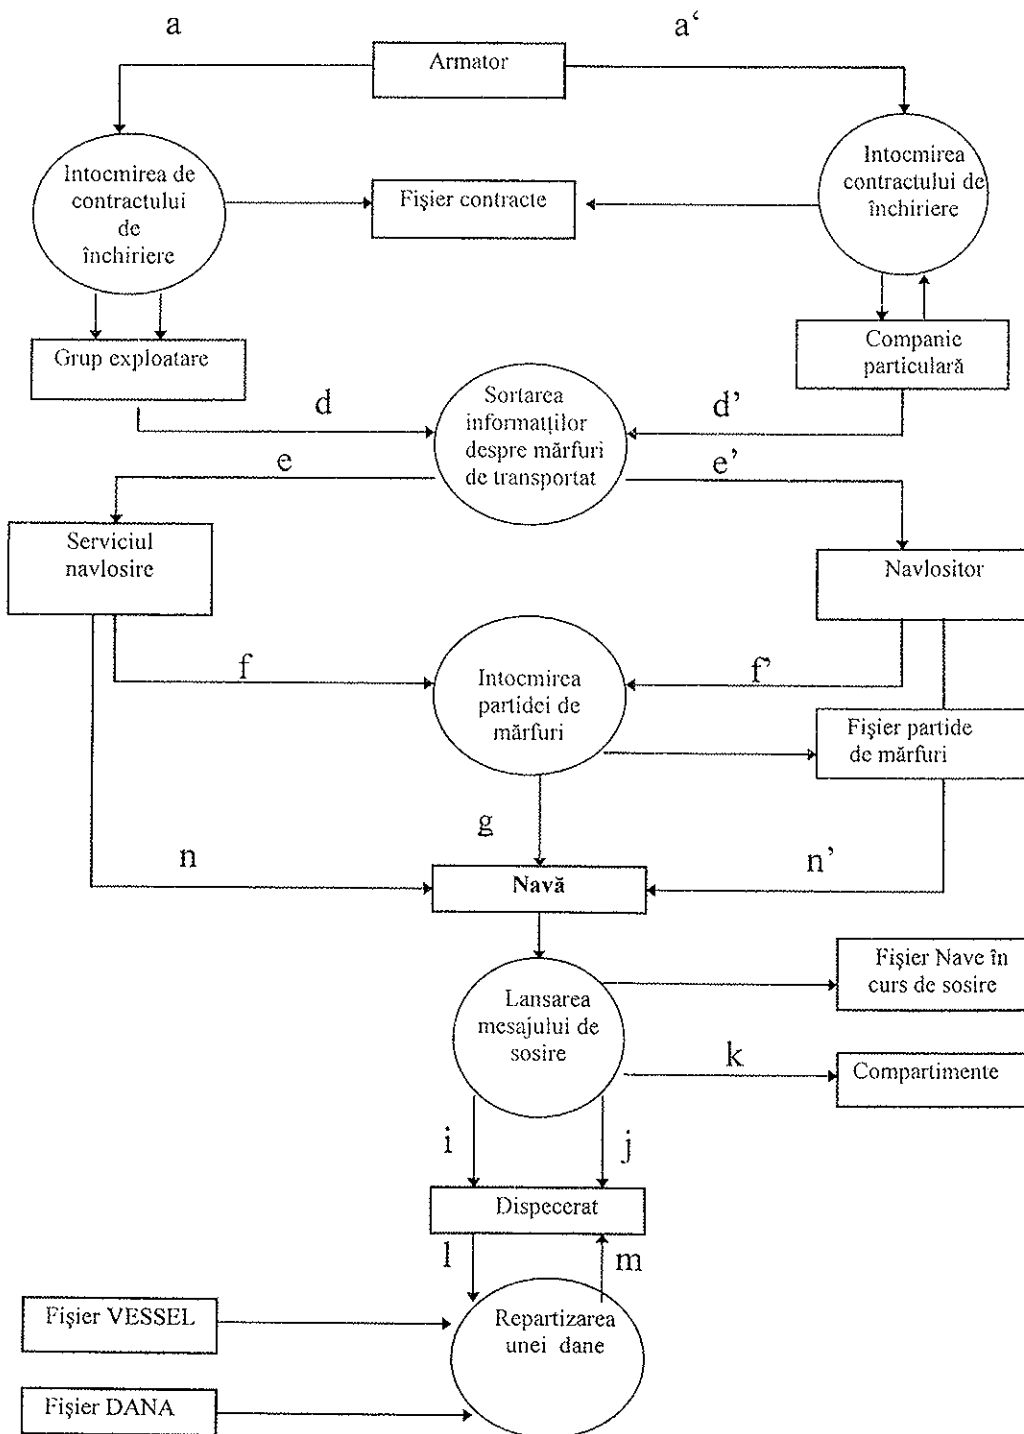 a
a‘
Armator
Intocmirea de
contractului
de
închiriere
Fişier contracte
Intocmirea
contractului de
închiriere
Grup exploatare
Companie
particulară
Sortarea
informatţilor
despre mărfuri
de transportat
d
d’
e
e’
Serviciul
navlosire
Navlositor
f
f’
Intocmirea
partidei de
mărfuri
Fişier partide
de mărfuri
g
n
n’
Navă
Lansarea
mesajului de
sosire
Fişier Nave în
curs de sosire
k
Compartimente
i
j
Dispecerat
l
m
Fişier VESSEL
Repartizarea
unei dane
Fişier DANA